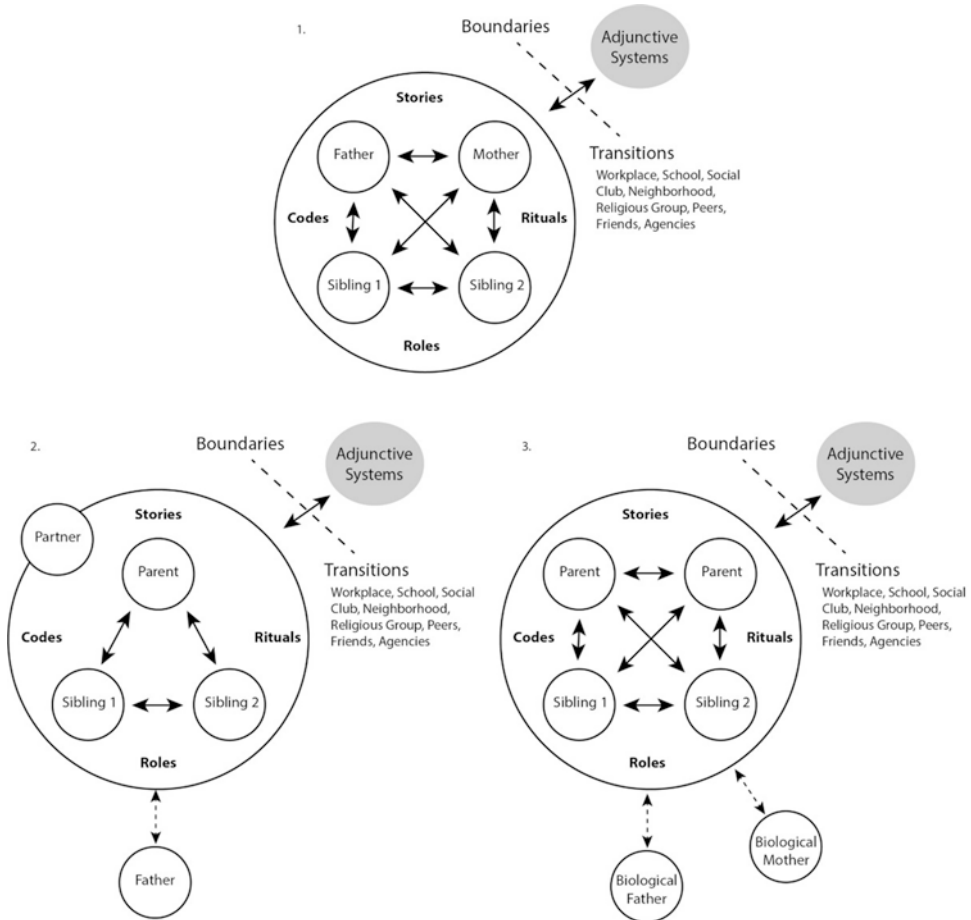 1.
Boundaries
Adjunctive
Systems
Stories
Father
Mother
Transitions
Workplace, School, Social
Club, Neighborhood,
Religious Group, Peers,
Friends, Agencies
Codes
Rituals
Sibling 1
Sibling 2
Roles
2.
Boundaries
Adjunctive
Systems
Stories
Partner
Parent
Transitions
Workplace, School, Social
Club, Neighborhood,
Religious Group, Peers,
Friends, Agencies
Codes
Rituals
Sibling 1
Sibling 2
Roles
Father
3.
Boundaries
Adjunctive
Systems
Stories
Parent
Parent
Transitions
Workplace, School, Social
Club, Neighborhood,
Religious Group, Peers,
Friends, Agencies
Codes
Rituals
Sibling 1
Sibling 2
Roles
Biological
Mother
Biological
Father